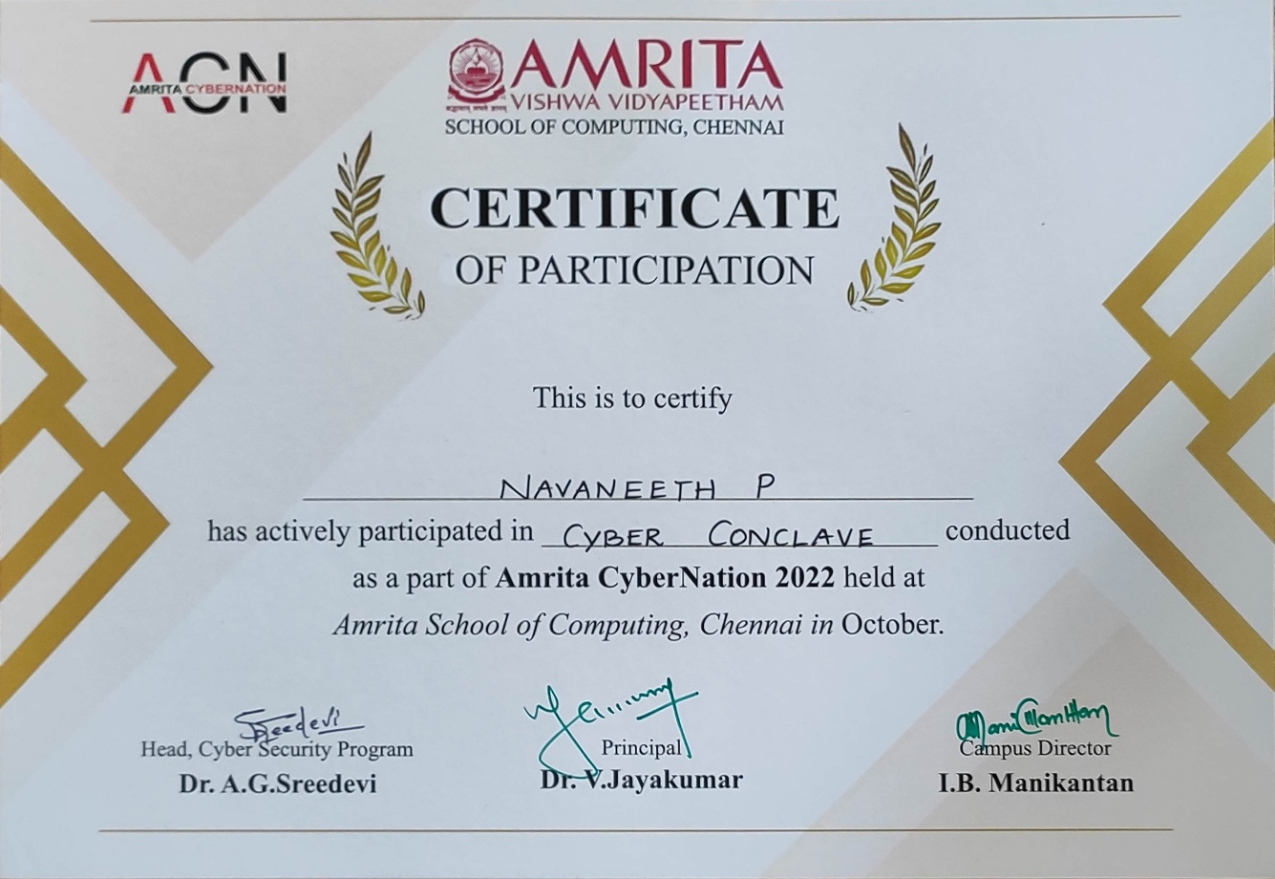 ACN
AMRITA CYBERNATION
AMRITA
VISHWA VIDYAPEETHAM
SCHOOL OF COMPUTING, CHENNAI
CERTIFICATE
OF PARTICIPATION
This is to certify
NAVANEETH P
has actively participated in CYBER CONCLAVE conducted
as a part of Amrita CyberNation 2022 held at
Amrita School of Computing, Chennai in October.
Sreedevi
Head, Cyber Security Program
Dr. A.G.Sreedevi
Principal
Dr. V.Jayakumar
Campus Director
I.B. Manikantan